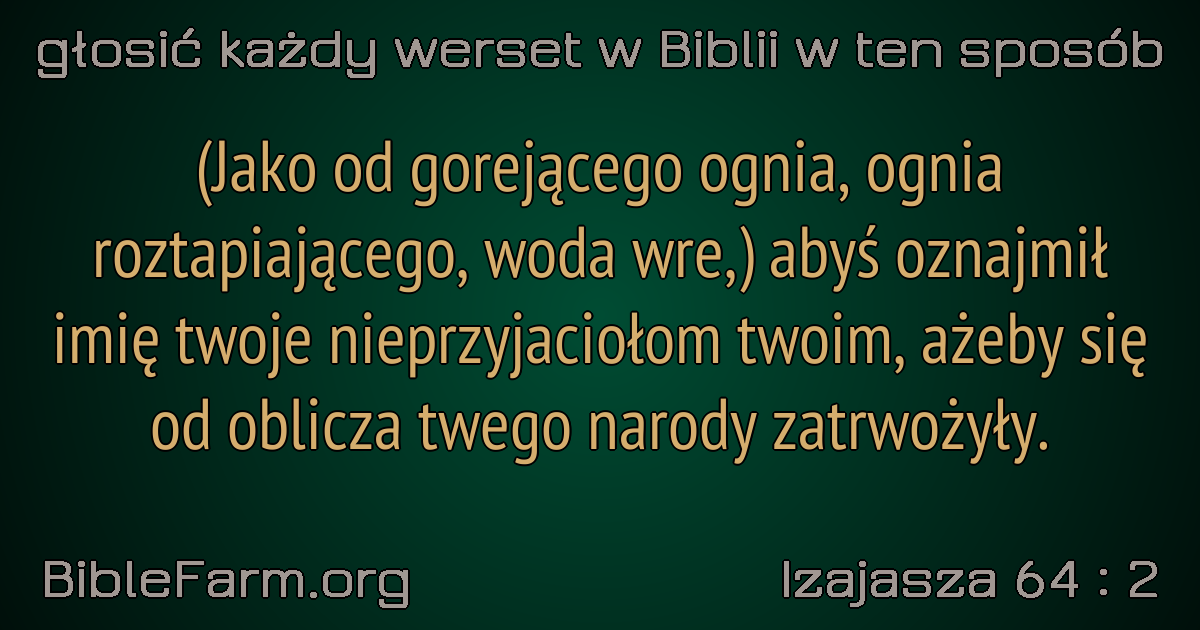 głosić każdy werset w Biblii w ten sposób
(Jako od gorejącego ognia, ognia
roztapiającego, woda wre,) abyś oznajmił
imię twoje nieprzyjaciołom twoim, ażeby się
od oblicza twego narody zatrwożyły.
BibleFarm.org
Izajasza 64 : 2